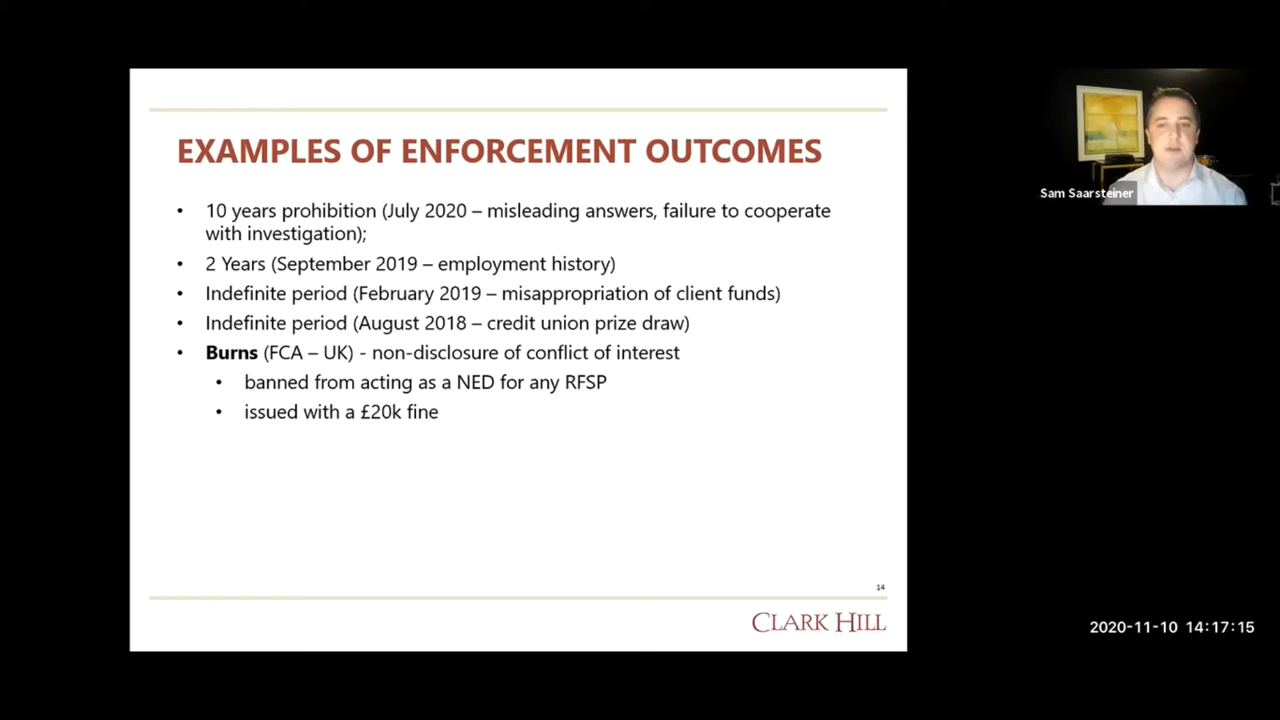 EXAMPLES OF ENFORCEMENT OUTCOMES
• 10 years prohibition (July 2020 – misleading answers, failure to cooperate
with investigation);
• 2 Years (September 2019 – employment history)
• Indefinite period (February 2019 – misappropriation of client funds)
• Indefinite period (August 2018 – credit union prize draw)
• Burns (FCA – UK) - non-disclosure of conflict of interest
• banned from acting as a NED for any RFSP
• issued with a £20k fine
14
CLARK HILL
Sam Saarsteiner
2020-11-10 14:17:15